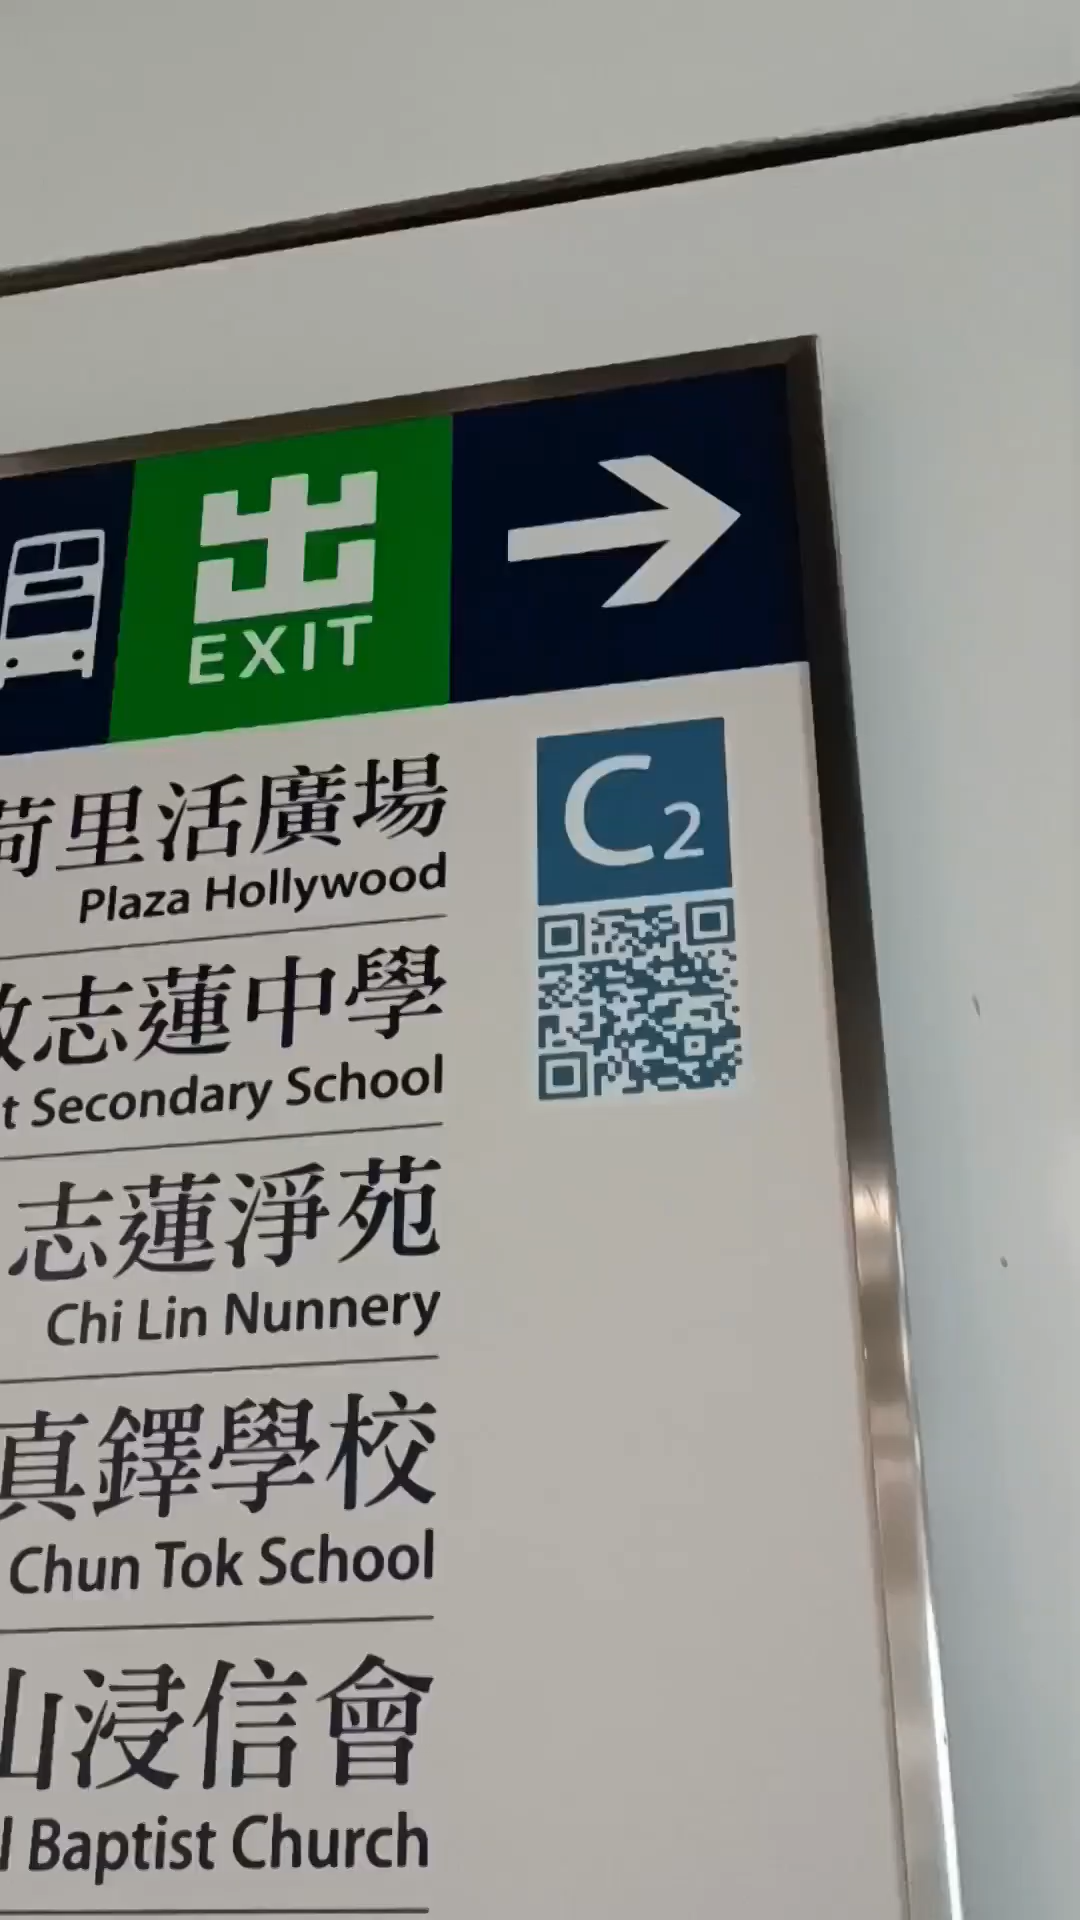 出
EXIT
荷里活廣場
Plaza Hollywood
C2
志蓮中學
t Secondary School
志蓮淨苑
Chi Lin Nunnery
真鐸學校
Chun Tok School
山浸信會
Baptist Church